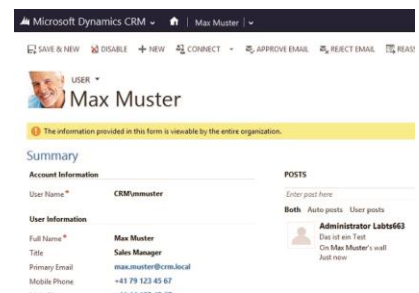 Microsoft Dynamics CRM Max Muster
SAVE & NEW DISABLE NEW CONNECT APPROVE EMAIL REJECT EMAIL REASS
USER
Max Muster
The information provided in this form is viewable by the entire organization.
Summary
Account Information
User Name* CRM\mmuster
User Information
Full Name* Max Muster
Title Sales Manager
Primary Email max.muster@crm.local
Mobile Phone +41 79 123 45 67
POSTS
Enter post here
Both Auto posts User posts
Administrator Labts663
Das ist ein Test
On Max Muster's wall
Just now